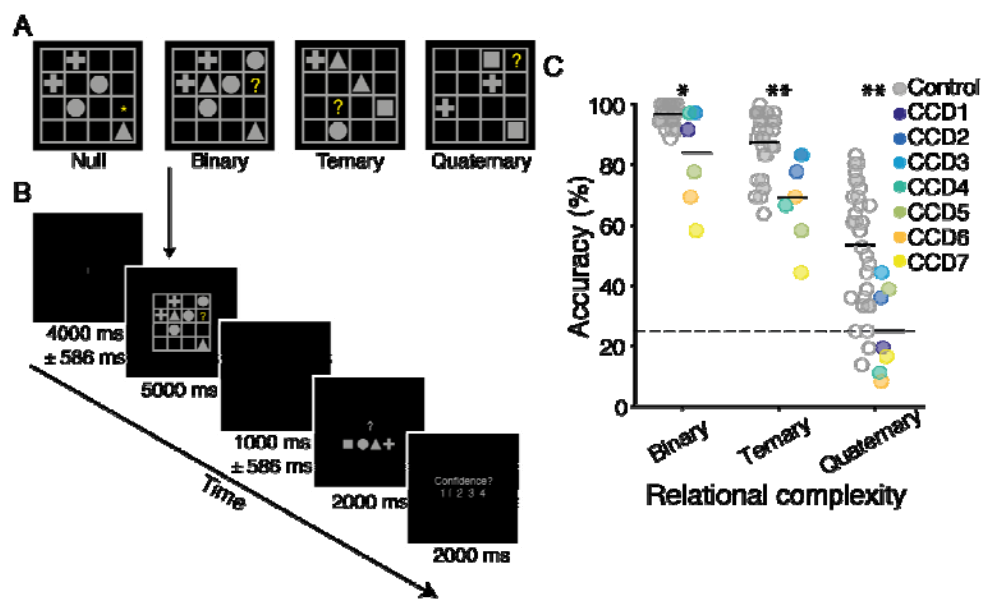 A
* ? ? ?
Null Binary Ternary Quaternary
B
4000 ms
± 586 ms
?
5000 ms
1000 ms
± 586 ms
?
2000 ms
Confidence?
1 2 3 4
2000 ms
Time
C
* ** **
100
80
60
40
20
0
Accuracy (%)
Binary Ternary Quaternary
Relational complexity
Control
CCD1
CCD2
CCD3
CCD4
CCD5
CCD6
CCD7